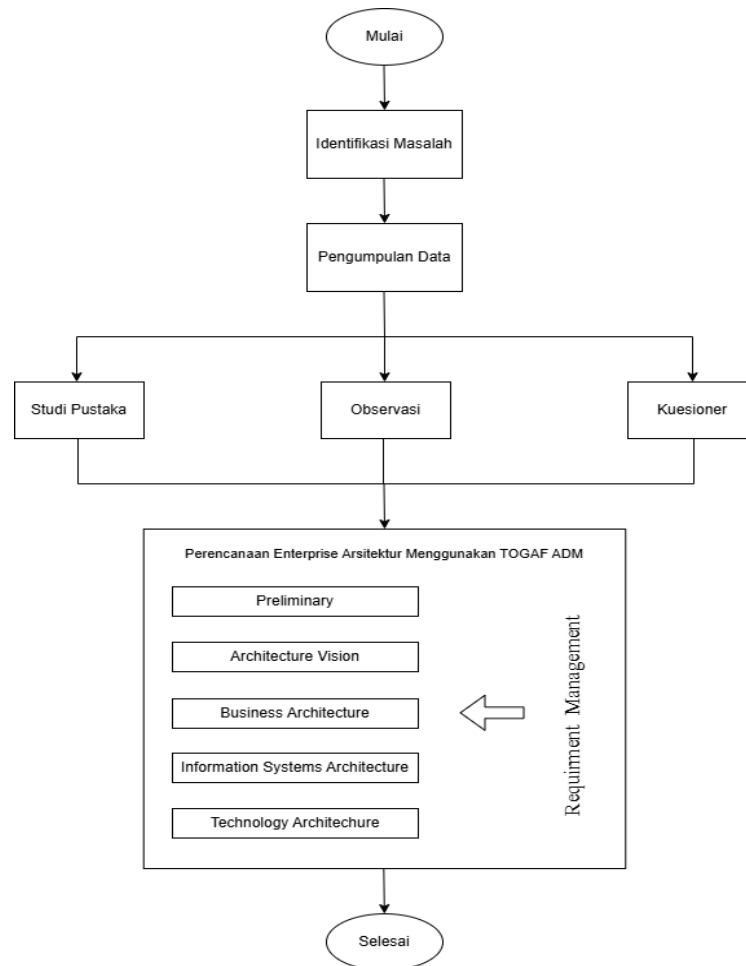 Mulai
Identifikasi Masalah
Pengumpulan Data
Studi Pustaka
Observasi
Kuesioner
Perencanaan Enterprise Arsitektur Menggunakan TOGAF ADM
Preliminary
Architecture Vision
Business Architecture
Information Systems Architecture
Technology Architechure
Requirment Management
Selesai